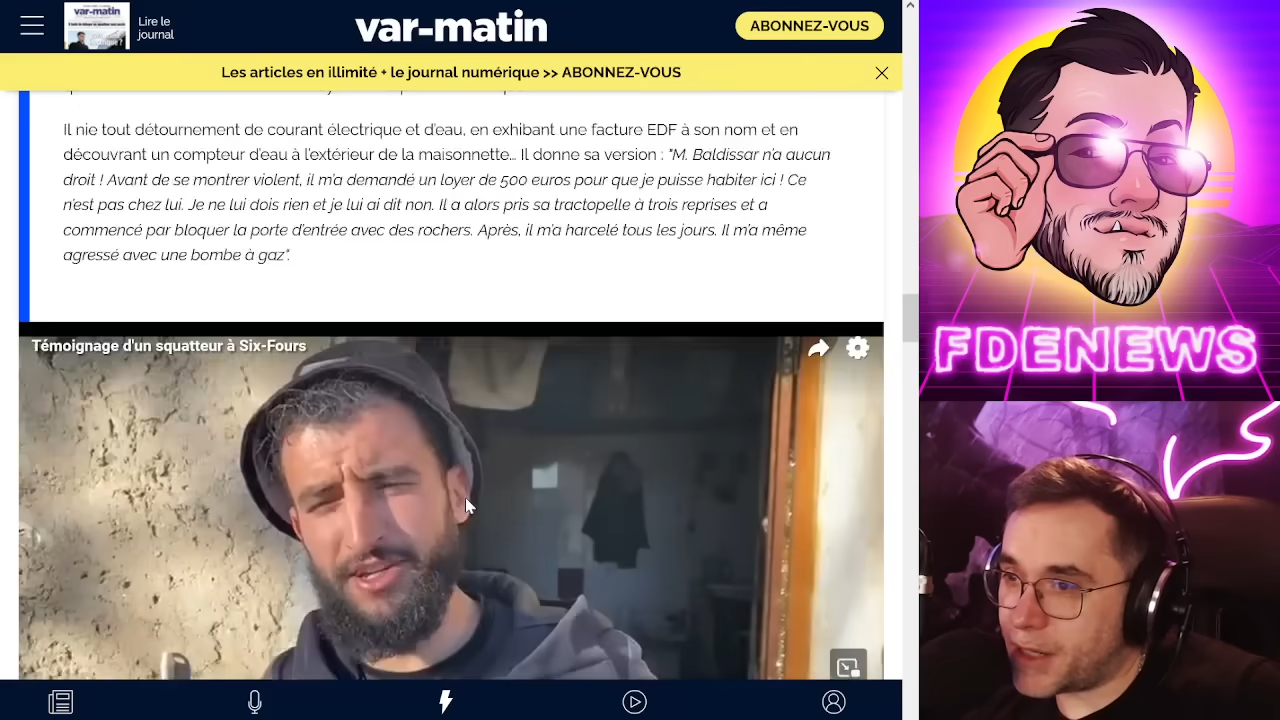 Lire le
journal
var-matin
var-matin
ABONNEZ-VOUS
Les articles en illimité + le journal numérique >> ABONNEZ-VOUS
Il nie tout détournement de courant électrique et d'eau, en exhibant une facture EDF à son nom et en
découvrant un compteur d'eau à l'extérieur de la maisonnette... Il donne sa version : "M. Baldissar n'a aucun
droit ! Avant de se montrer violent, il m'a demandé un loyer de 500 euros pour que je puisse habiter ici ! Ce
n'est pas chez lui. Je ne lui dois rien et je lui ai dit non. Il a alors pris sa tractopelle à trois reprises et a
commencé par bloquer la porte d'entrée avec des rochers. Après, il m'a harcelé tous les jours. Il m'a même
agressé avec une bombe à gaz".
Témoignage d'un squatteur à Six-Fours
FDENEWS